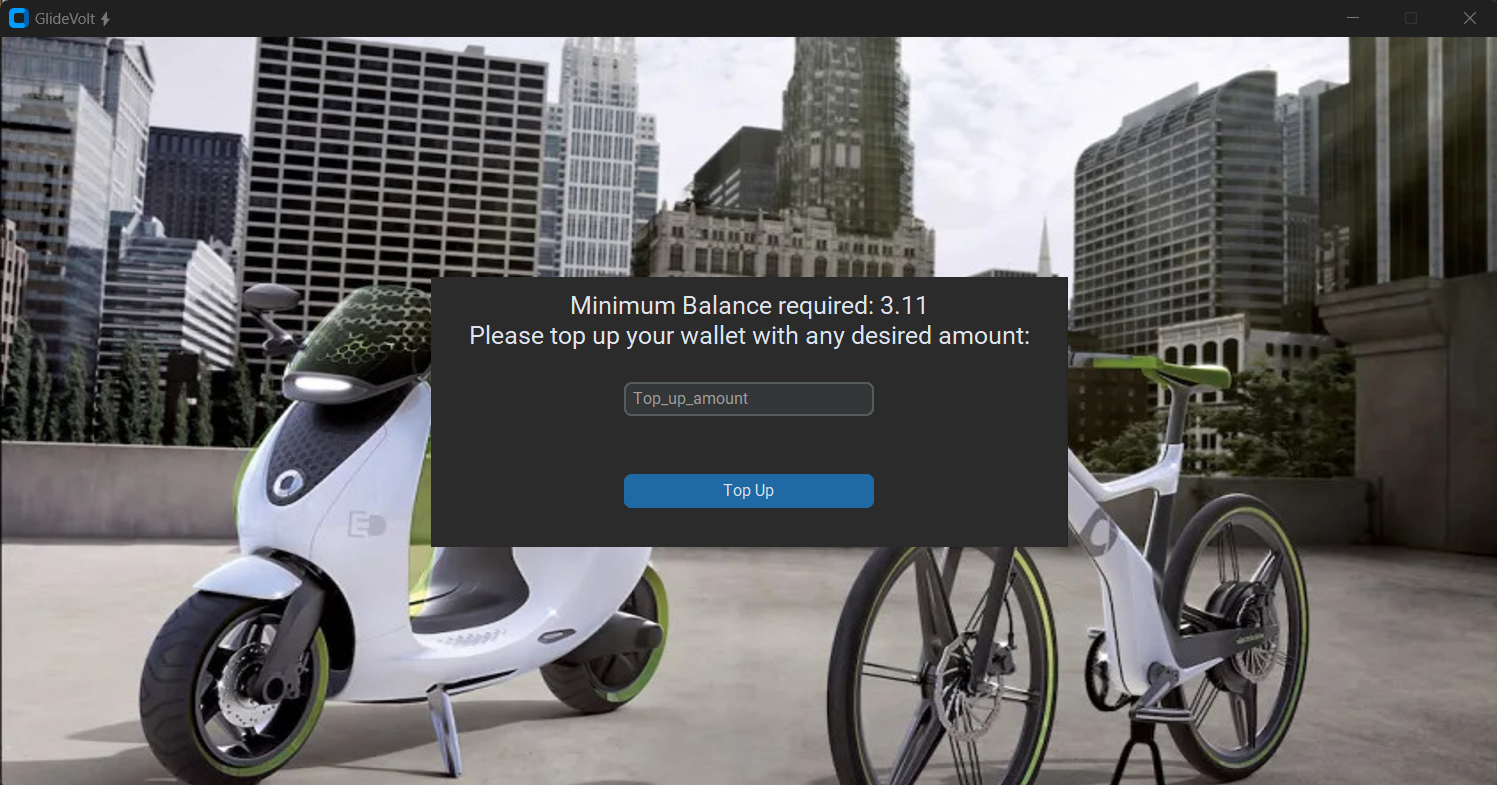 GlideVolt
Minimum Balance required: 3.11
Please top up your wallet with any desired amount:
Top_up_amount
Top Up